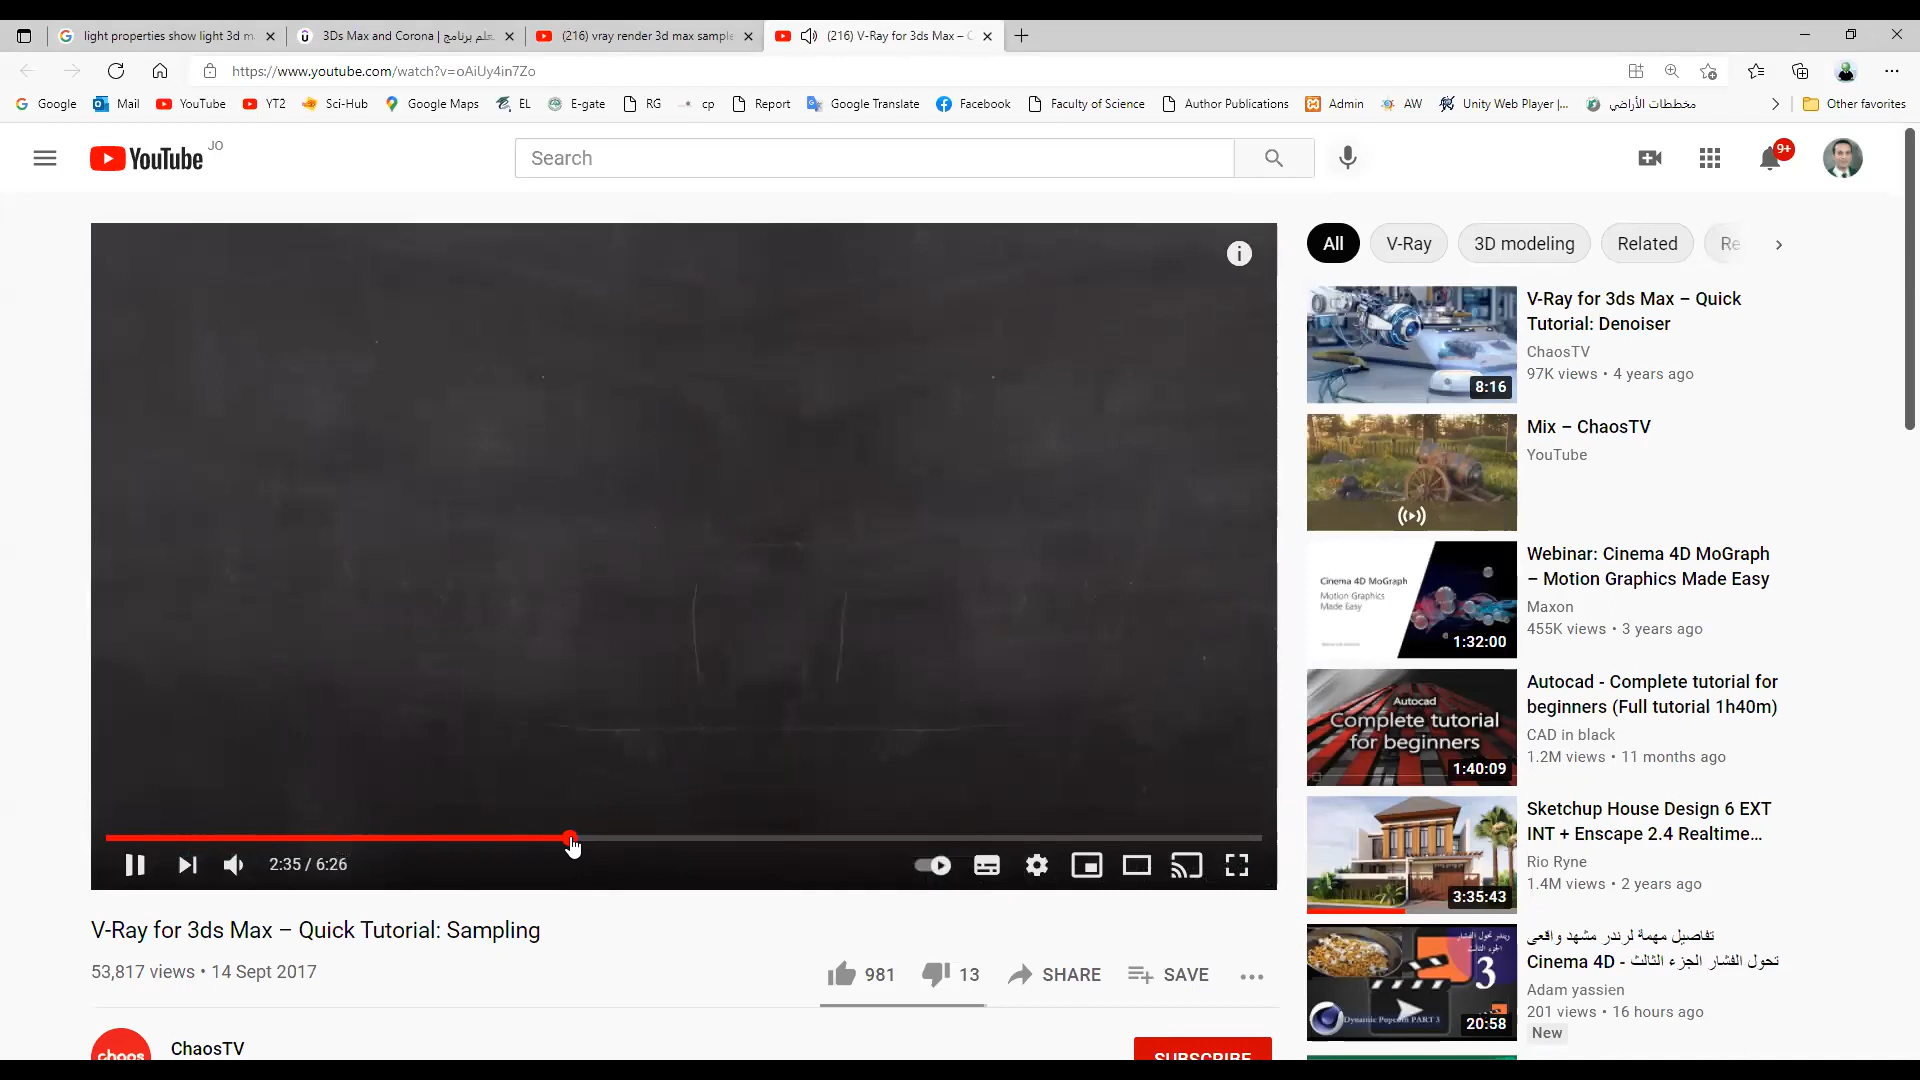 light properties show light 3d m
3Ds Max and Corona | تعلم برنامج
(216) vray render 3d max sample
(216) V-Ray for 3ds Max – C
https://www.youtube.com/watch?v=oAiUy4in7Zo
Google
Mail
YouTube
YT2
Sci-Hub
Google Maps
EL
E-gate
RG
cp
Report
Google Translate
Facebook
Faculty of Science
Author Publications
Admin
AW
Unity Web Player |...
مخططات الأراضي
Other favorites
YouTube JO
Search
9+
All
V-Ray
3D modeling
Related
Re
V-Ray for 3ds Max – Quick
Tutorial: Denoiser
ChaosTV
97K views • 4 years ago
8:16
Mix – ChaosTV
YouTube
Cinema 4D MoGraph
Motion Graphics
Made Easy
1:32:00
Webinar: Cinema 4D MoGraph
– Motion Graphics Made Easy
Maxon
455K views • 3 years ago
Autocad
Complete tutorial
for beginners
1:40:09
Autocad - Complete tutorial for
beginners (Full tutorial 1h40m)
CAD in black
1.2M views • 11 months ago
3:35:43
Sketchup House Design 6 EXT
INT + Enscape 2.4 Realtime...
Rio Ryne
1.4M views • 2 years ago
3
Dynamic Popcorn PART 3
20:58
تفاصيل مهمة لرندر مشهد واقعي
تحول الفشار الجزء الثالث - Cinema 4D
Adam yassien
201 views • 16 hours ago
New
2:35 / 6:26
V-Ray for 3ds Max – Quick Tutorial: Sampling
53,817 views • 14 Sept 2017
981
13
SHARE
SAVE
chaos
ChaosTV
SUBSCRIBE